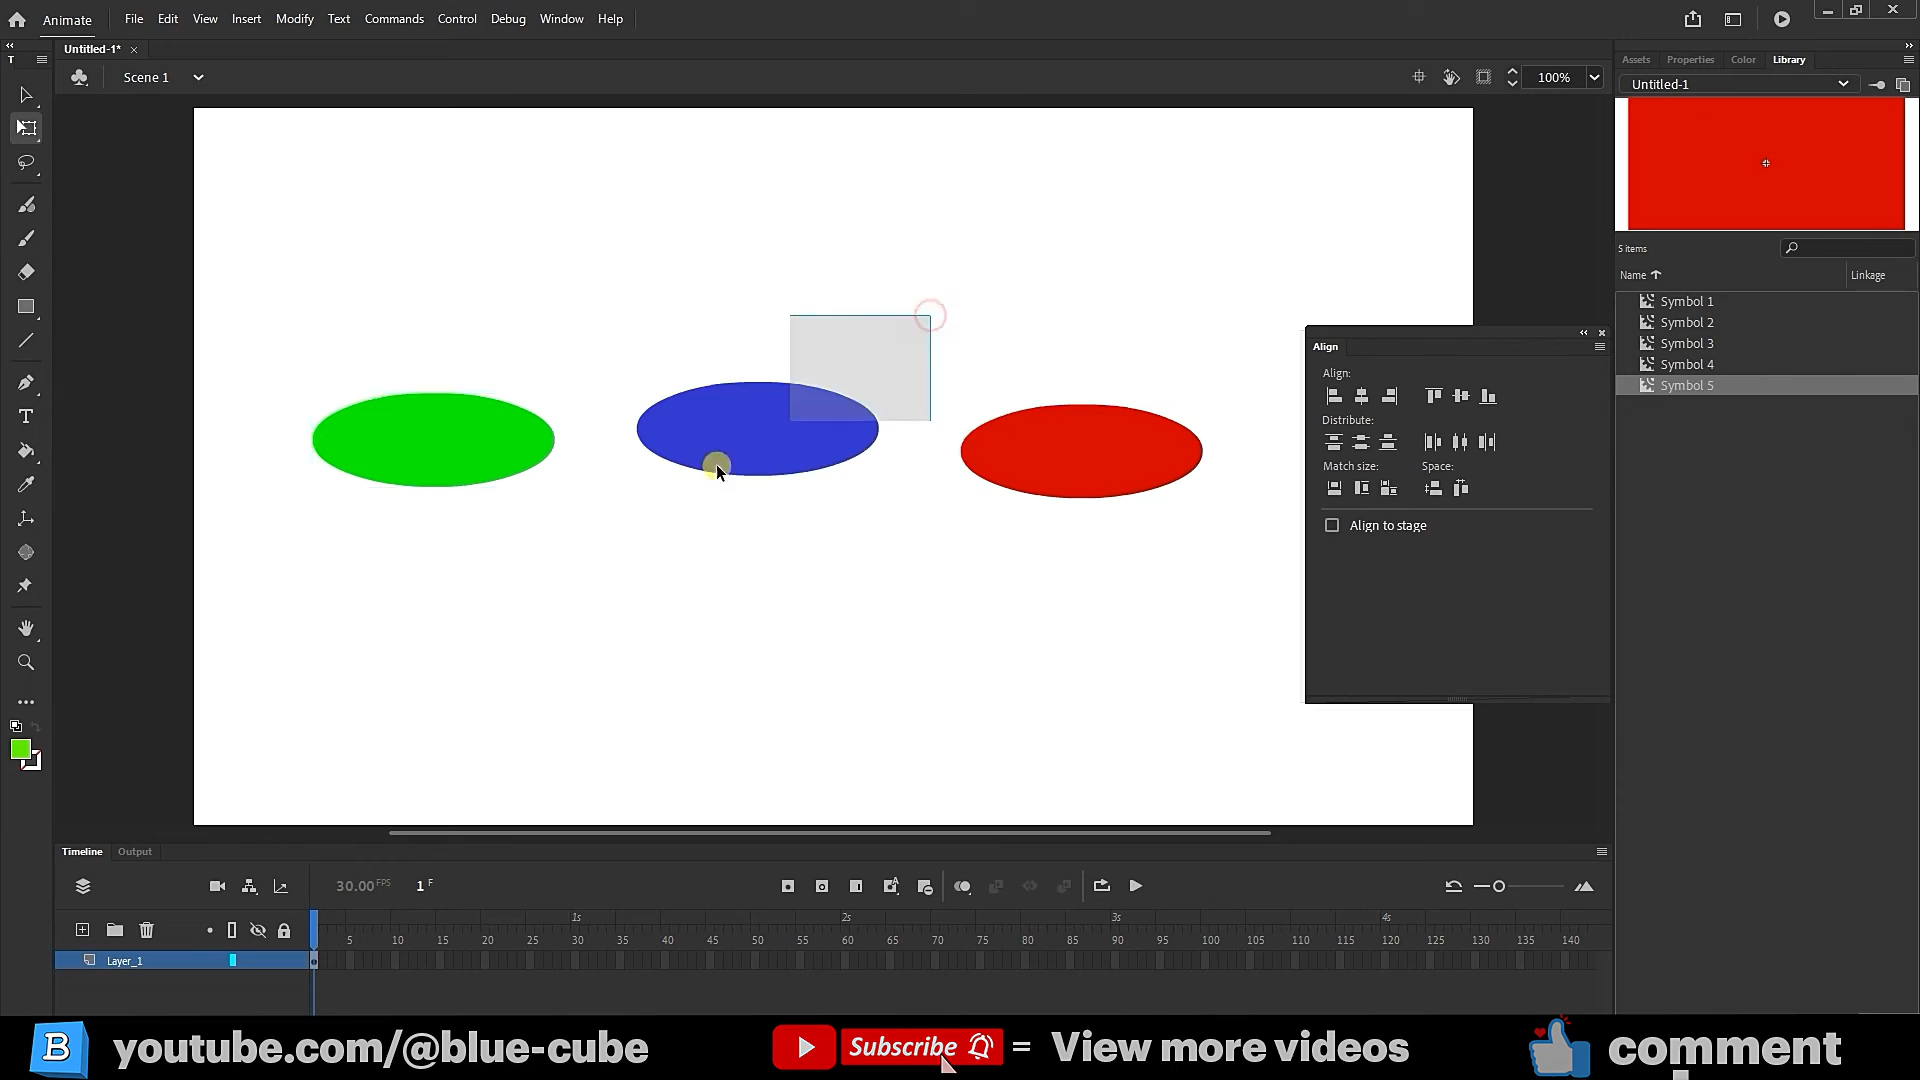 Animate File Edit View Insert Modify Text Commands Control Debug Window Help
Untitled-1*
T
Scene 1
100%
Assets Properties Color Library
Untitled-1
5 items
Name Linkage
Symbol 1
Symbol 2
Symbol 3
Symbol 4
Symbol 5
Align
Align:
Distribute:
Match size: Space:
Align to stage
T
Timeline Output
30.00 FPS 1 F
1s 2s 3s 4s
5 10 15 20 25 30 35 40 45 50 55 60 65 70 75 80 85 90 95 100 105 110 115 120 125 130 135 140
Layer_1
B youtube.com/@blue-cube Subscribe = View more videos comment